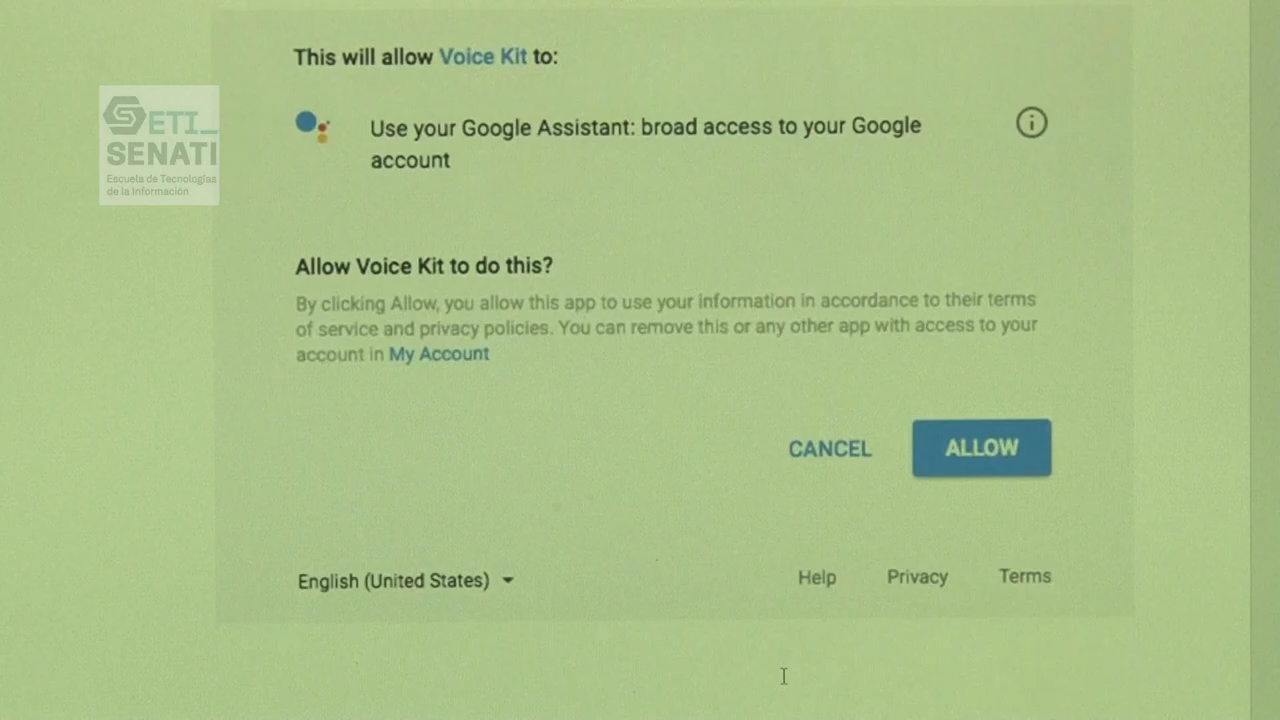 This will allow Voice Kit to:
Use your Google Assistant: broad access to your Google
account
ETI_
SENATI
Escuela de Tecnologías
de la Información
Allow Voice Kit to do this?
By clicking Allow, you allow this app to use your information in accordance to their terms
of service and privacy policies. You can remove this or any other app with access to your
account in My Account
CANCEL
ALLOW
English (United States)
Help
Privacy
Terms